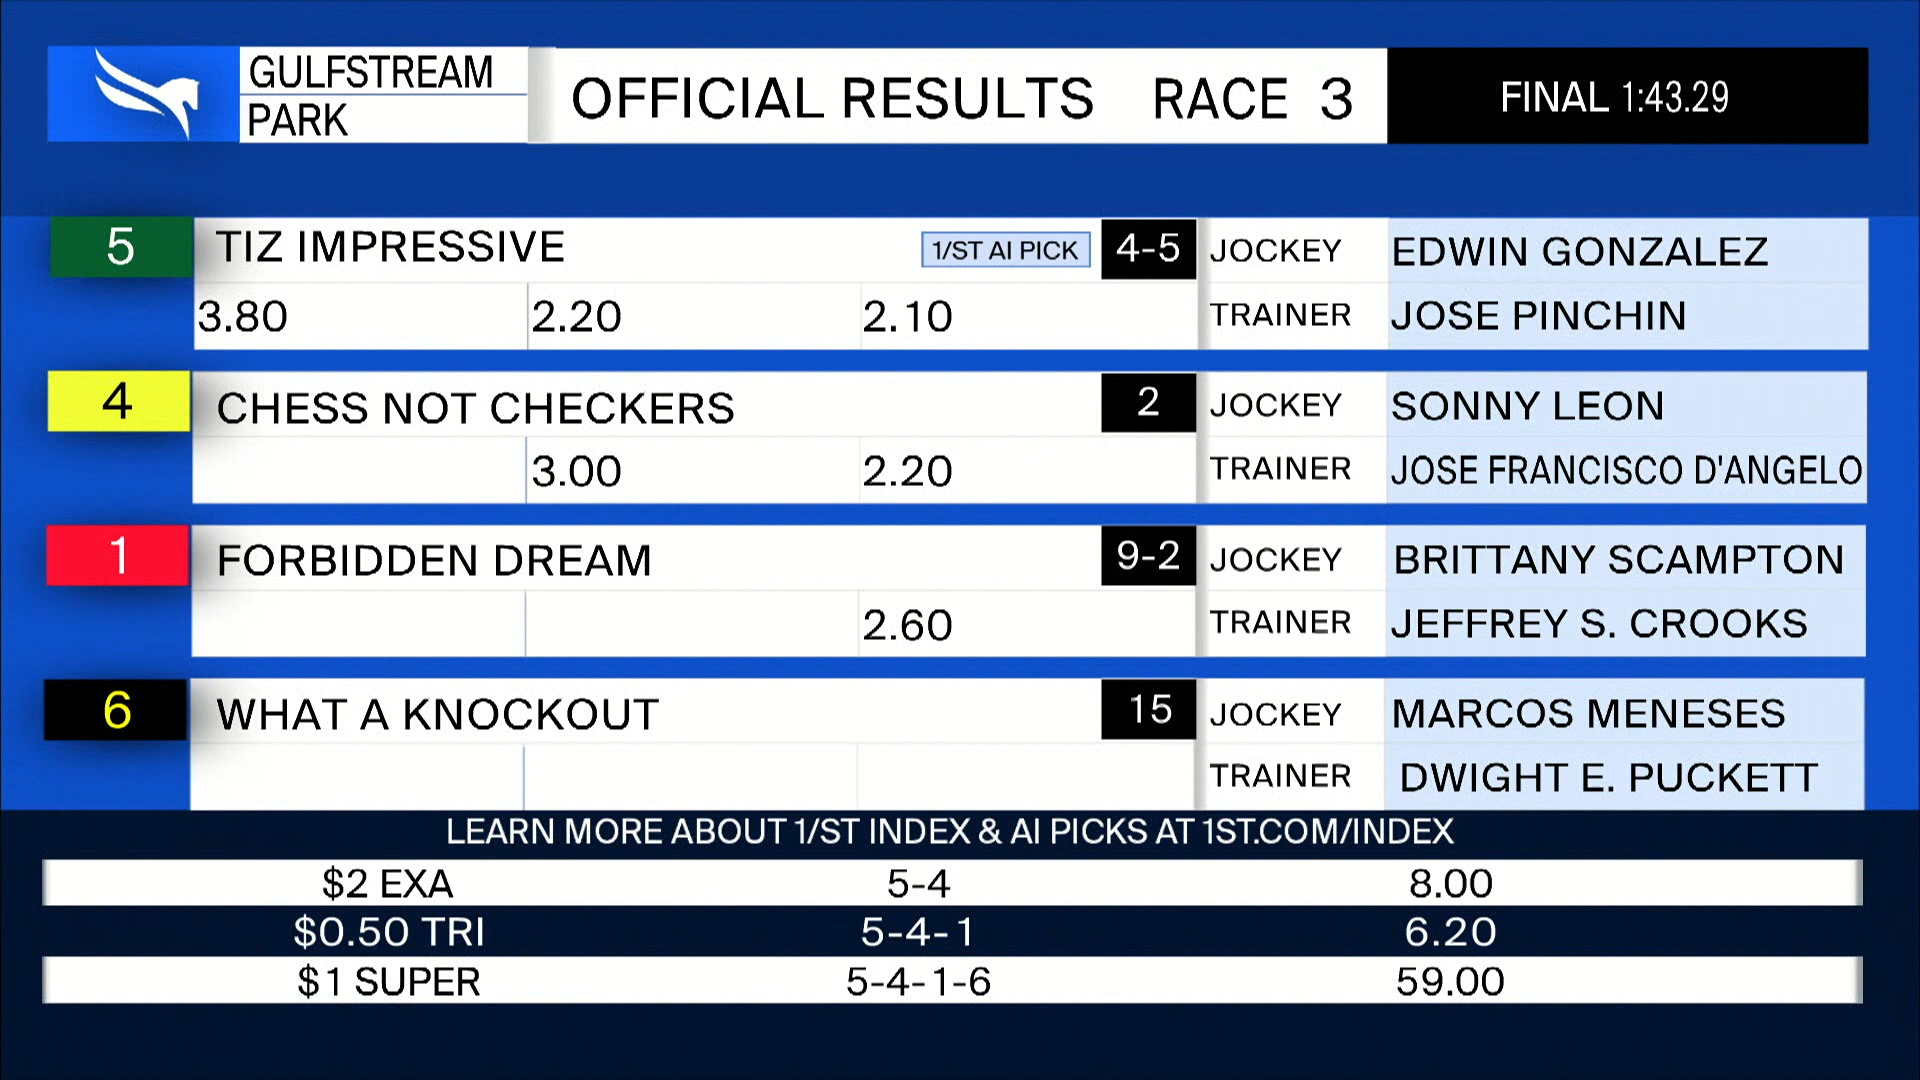 GULFSTREAM
PARK
OFFICIAL RESULTS RACE 3
FINAL 1:43.29
5 TIZ IMPRESSIVE 1/ST AI PICK 4-5 JOCKEY EDWIN GONZALEZ
3.80 2.20 2.10 TRAINER JOSE PINCHIN
4 CHESS NOT CHECKERS 2 JOCKEY SONNY LEON
3.00 2.20 TRAINER JOSE FRANCISCO D'ANGELO
1 FORBIDDEN DREAM 9-2 JOCKEY BRITTANY SCAMPTON
2.60 TRAINER JEFFREY S. CROOKS
6 WHAT A KNOCKOUT 15 JOCKEY MARCOS MENESES
TRAINER DWIGHT E. PUCKETT
LEARN MORE ABOUT 1/ST INDEX & AI PICKS AT 1ST.COM/INDEX
$2 EXA 5-4 8.00
$0.50 TRI 5-4-1 6.20
$1 SUPER 5-4-1-6 59.00